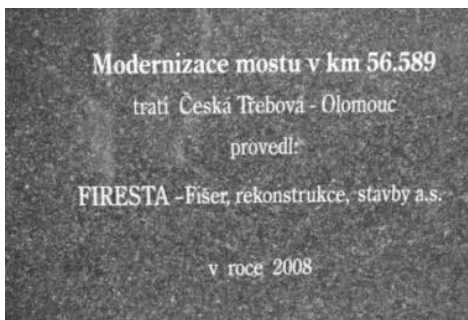 Modernizace mostu v km 56.589
trati Česká Třebová - Olomouc
provedl:
FIRESTA - Fišer, rekonstrukce, stavby a.s.
v roce 2008